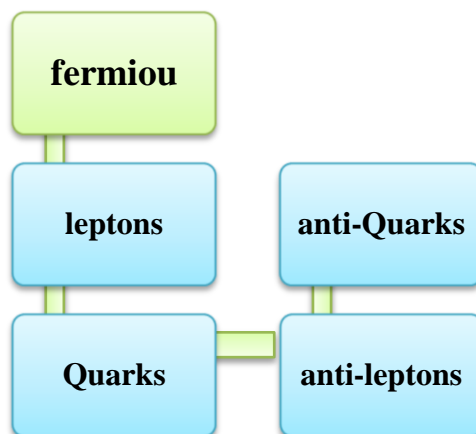 fermiou
leptons
anti-Quarks
Quarks
anti-leptons